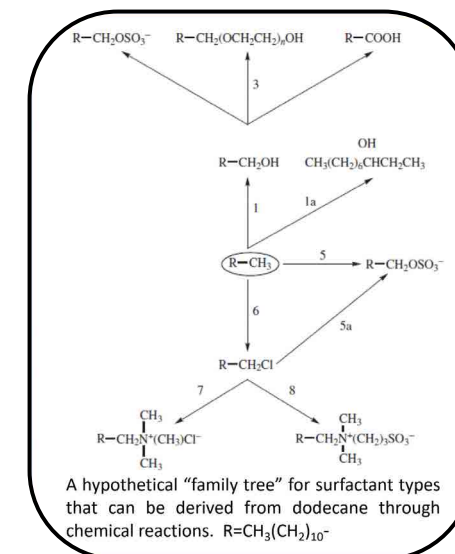 R−CH₂OSO₃⁻ R−CH₂(OCH₂CH₂)ₙOH R−COOH
3
OH
R−CH₂OH CH₃(CH₂)₆CHCH₂CH₃
1 1a
R−CH₃ 5 R−CH₂OSO₃⁻
6 5a
R−CH₂Cl
7 8
CH₃ CH₃
R−CH₂N⁺(CH₃)Cl⁻ R−CH₂N⁺(CH₂)₃SO₃⁻
CH₃ CH₃
A hypothetical “family tree” for surfactant types
that can be derived from dodecane through
chemical reactions. R=CH₃(CH₂)₁₀-